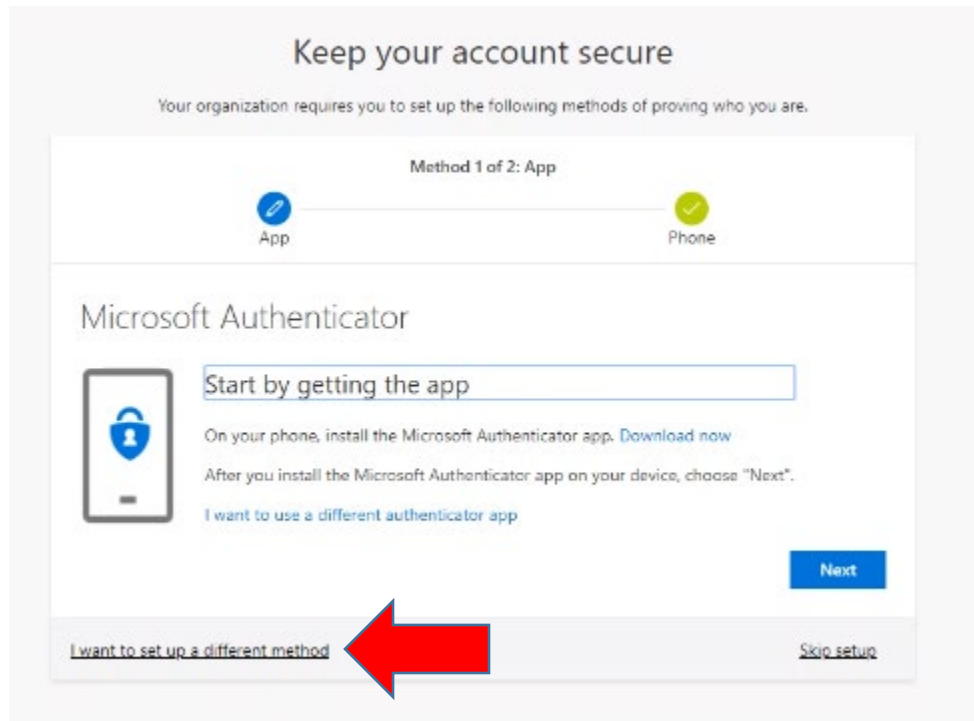 Keep your account secure
Your organization requires you to set up the following methods of proving who you are.
Method 1 of 2: App
App
Phone
Microsoft Authenticator
Start by getting the app
On your phone, install the Microsoft Authenticator app. Download now
After you install the Microsoft Authenticator app on your device, choose "Next".
I want to use a different authenticator app
Next
I want to set up a different method
Skip setup